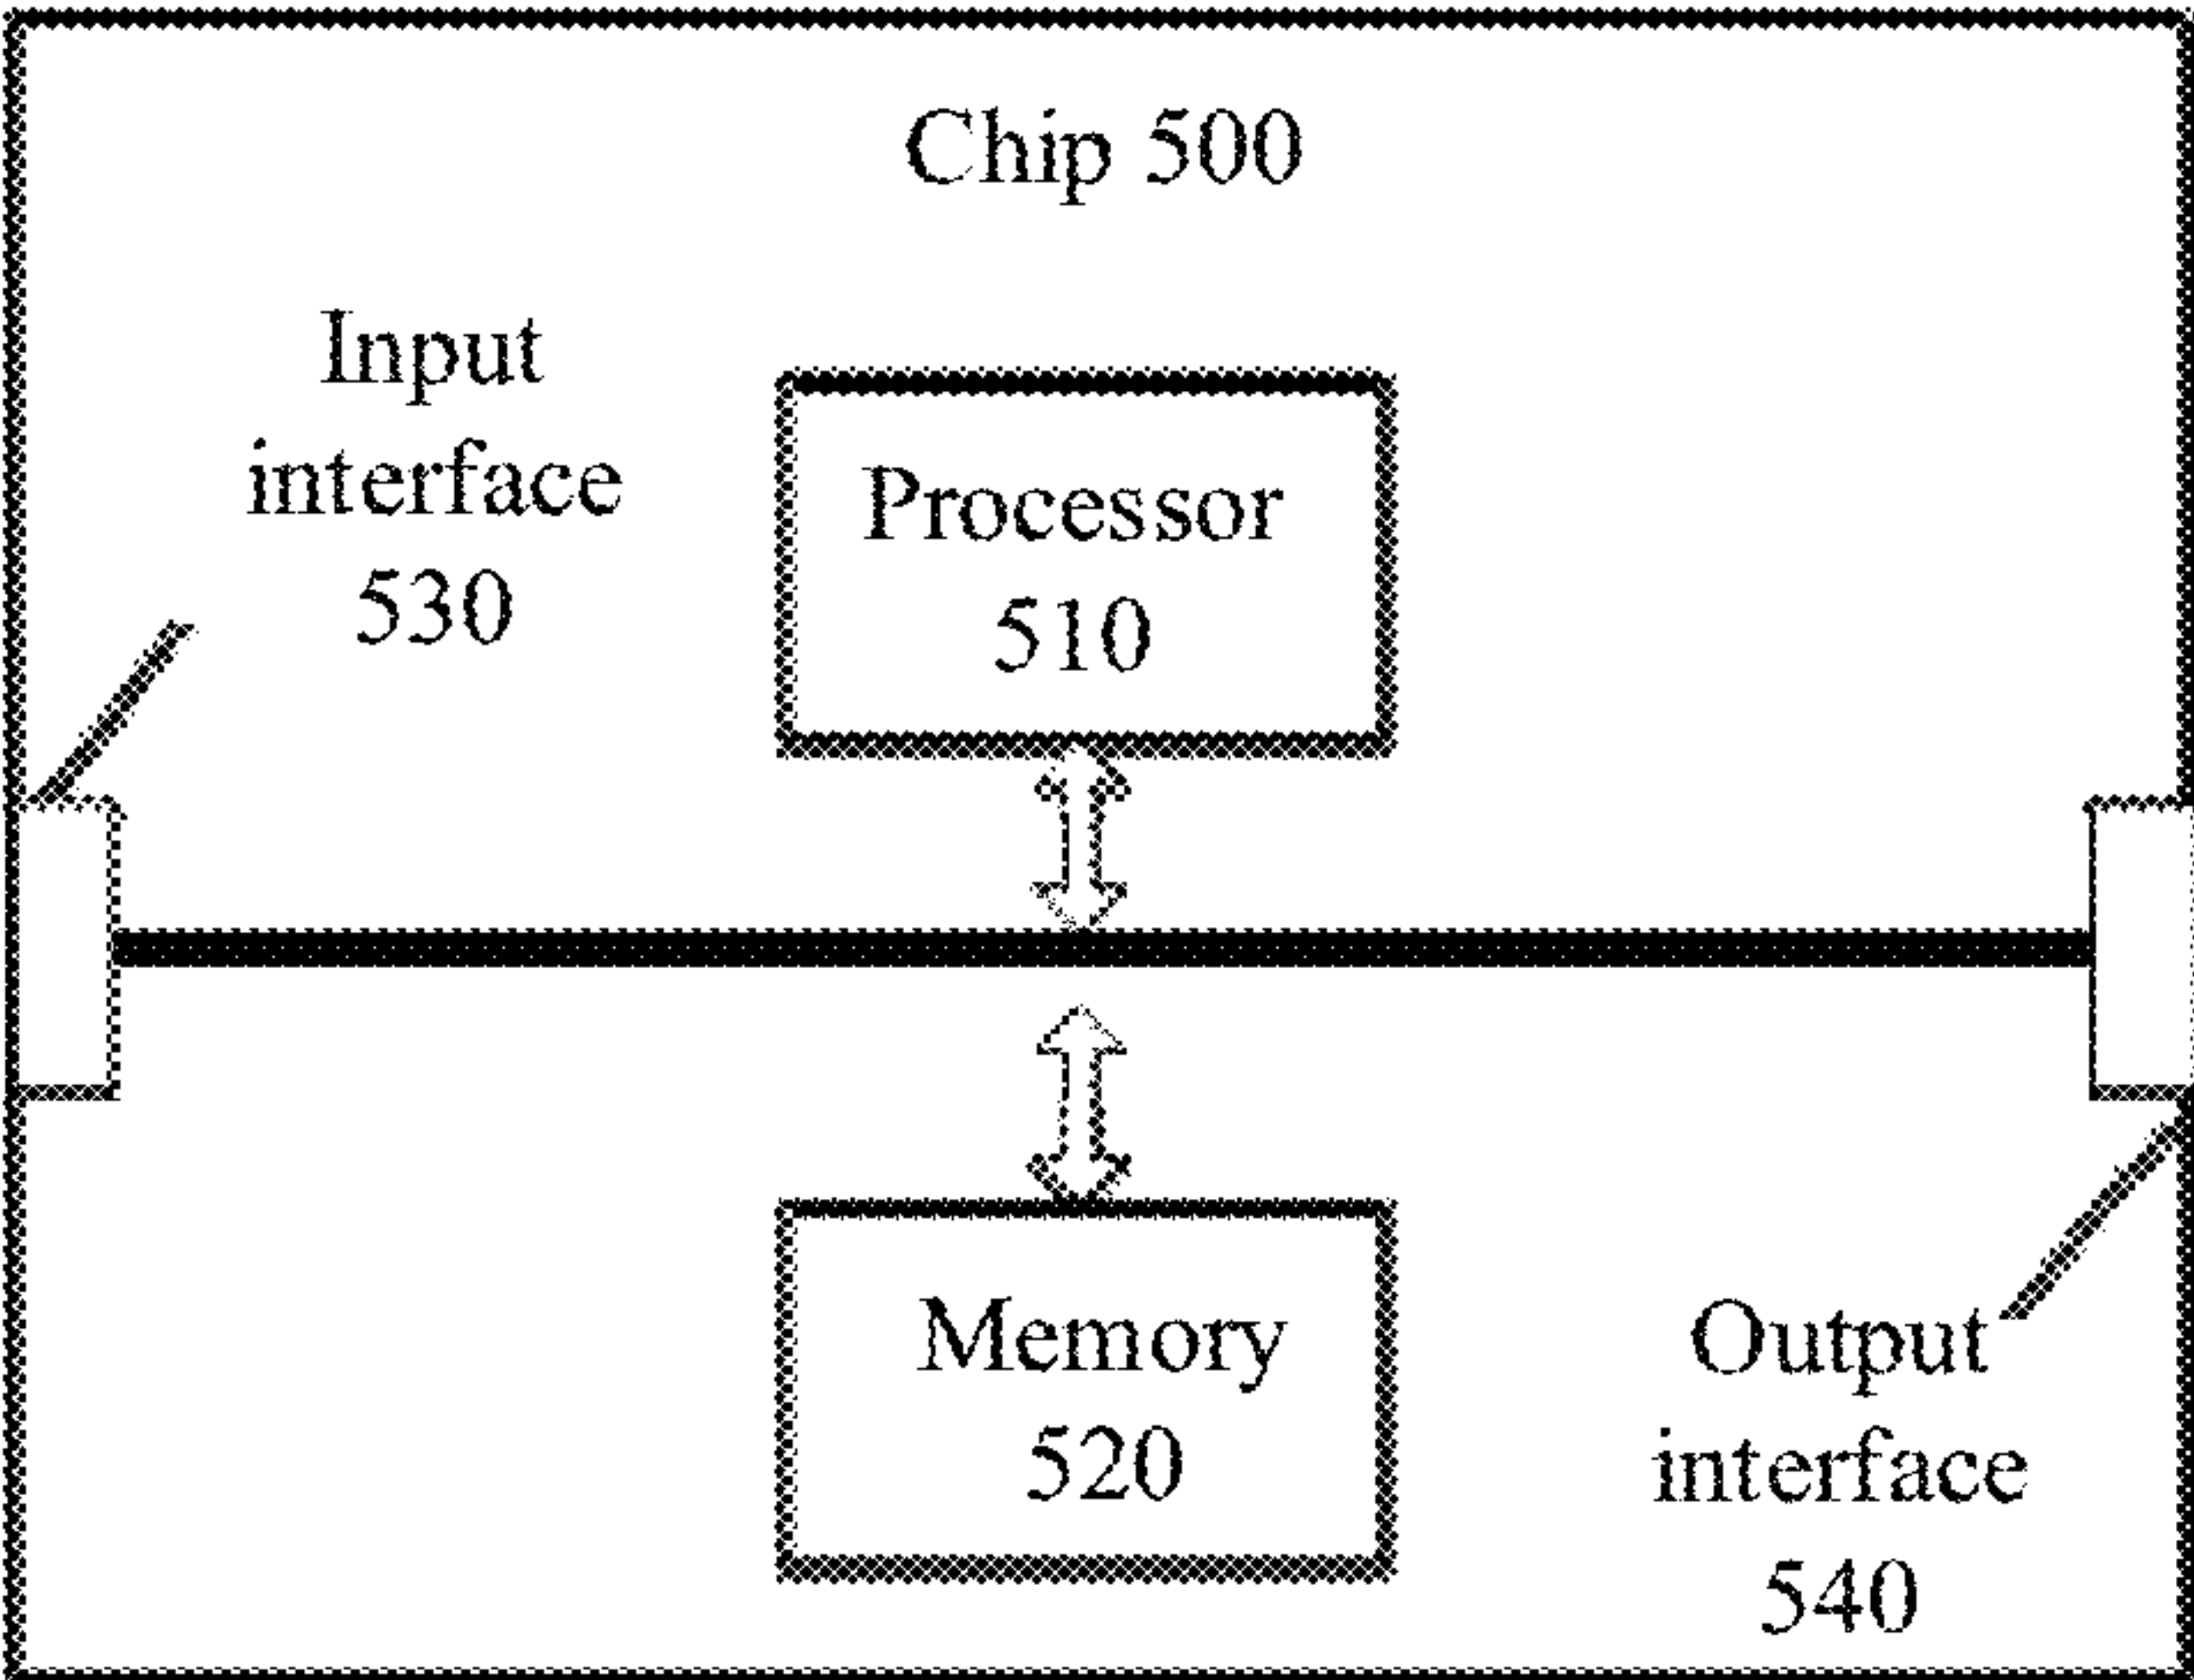 Chip 500
Input
interface
530
Processor
510
Memory
520
Output
interface
540